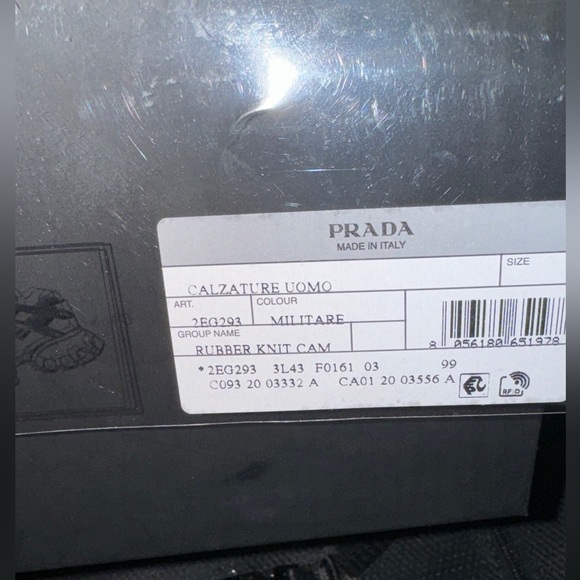 PRADA
MADE IN ITALY
SIZE
CALZATURE UOMO
ART. COLOUR
2EG293 MILITARE
GROUP NAME
RUBBER KNIT CAM
8 056180 651978
*2EG293 3L43 F0161 03 99
C093 20 03332 A CA01 20 03556 A
RFiD